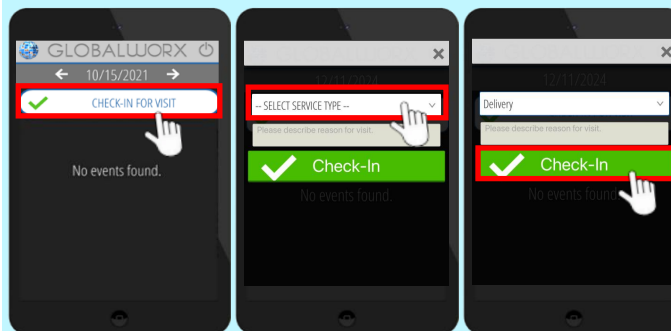 GLOBALWORX
← 10/15/2021 →
CHECK-IN FOR VISIT
No events found.
GLOBALWORX
12/11/2024
-- SELECT SERVICE TYPE --
Please describe reason for visit.
Check-In
No events found.
12/11/2024
Delivery
Please describe reason for visit.
Check-In
No events found.